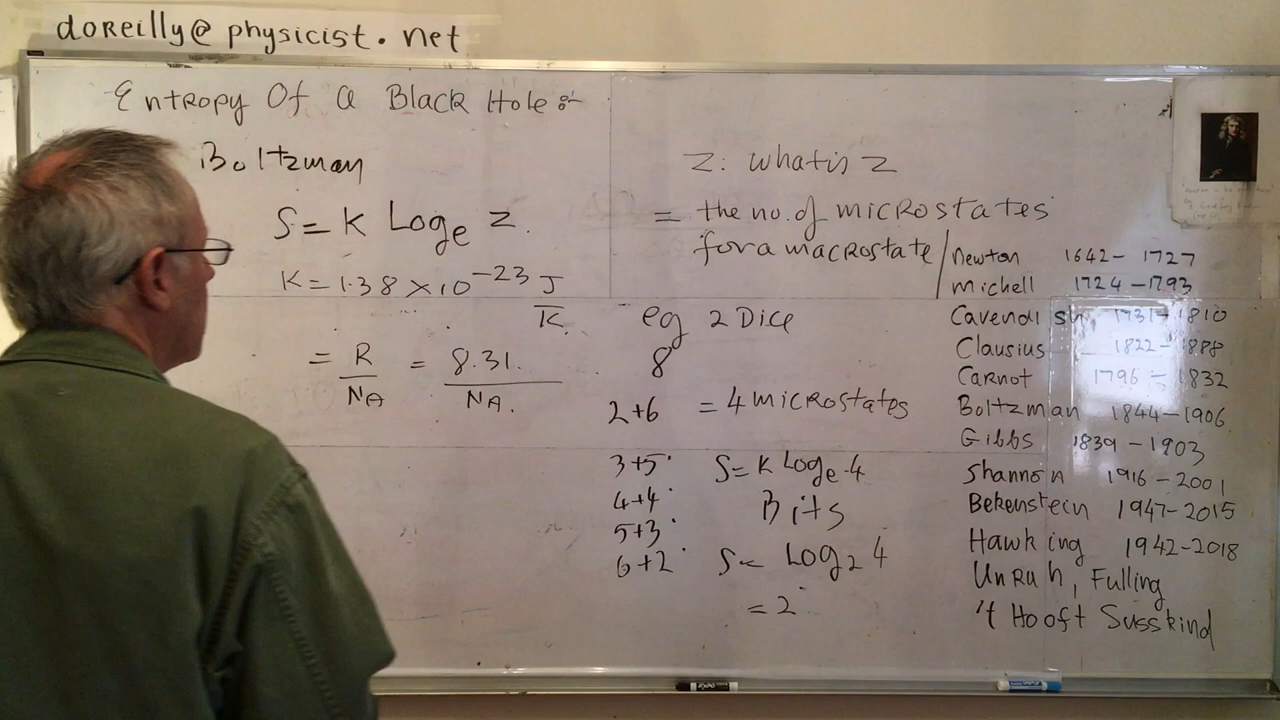 doreilly@physicist.net
Entropy Of a Black Hole:-
Boltzman
S = K Loge Z.
K = 1.38 × 10^-23 J
K.
= R = 8.31.
NA NA.
Z: what is Z
= the no. of microstates
for a macrostate
eg 2 Dice
8
2+6 = 4 microstates
3+5 S = K Loge 4
4+4 Bits
5+3
6+2 S = Log2 4
= 2
Newton 1642 - 1727
Michell 1724 - 1793
Cavendish 1731 - 1810
Clausius 1822 - 1888
Carnot 1796 - 1832
Boltzman 1844 - 1906
Gibbs 1839 - 1903
Shannon 1916 - 2001
Bekenstein 1947 - 2015
Hawking 1942 - 2018
Unruh, Fulling
't Hooft Susskind